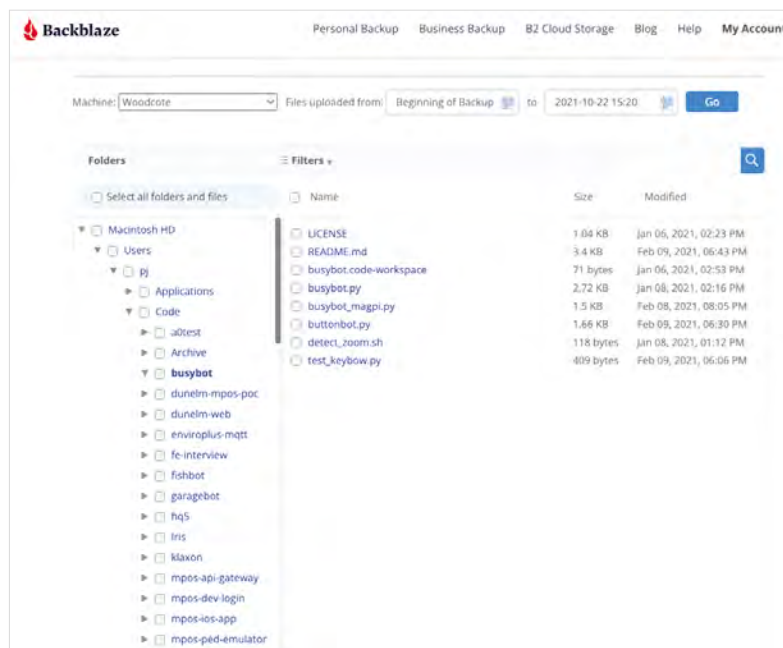 Backblaze Personal Backup Business Backup B2 Cloud Storage Blog Help My Account
Machine: Woodcote Files uploaded from: Beginning of Backup to 2021-10-22 15:20 Go
Folders Filters
Select all folders and files Name Size Modified
Macintosh HD
Users
pj
Applications
Code
a0test
Archive
busybot
dunelm-mpos-poc
dunelm-web
enviroplus-mqtt
fe-interview
fishbot
garagebot
hq5
Iris
klaxon
mpos-api-gateway
mpos-dev-login
mpos-ios-app
mpos-ped-emulator
LICENSE 1.04 KB Jan 06, 2021, 02:23 PM
README.md 3.4 KB Feb 09, 2021, 06:43 PM
busybot.code-workspace 71 bytes Jan 06, 2021, 02:53 PM
busybot.py 2.72 KB Jan 08, 2021, 02:16 PM
busybot_magpi.py 1.5 KB Feb 08, 2021, 08:05 PM
buttonbot.py 1.66 KB Feb 09, 2021, 06:30 PM
detect_zoom.sh 118 bytes Jan 08, 2021, 01:12 PM
test_keybow.py 409 bytes Feb 09, 2021, 06:06 PM